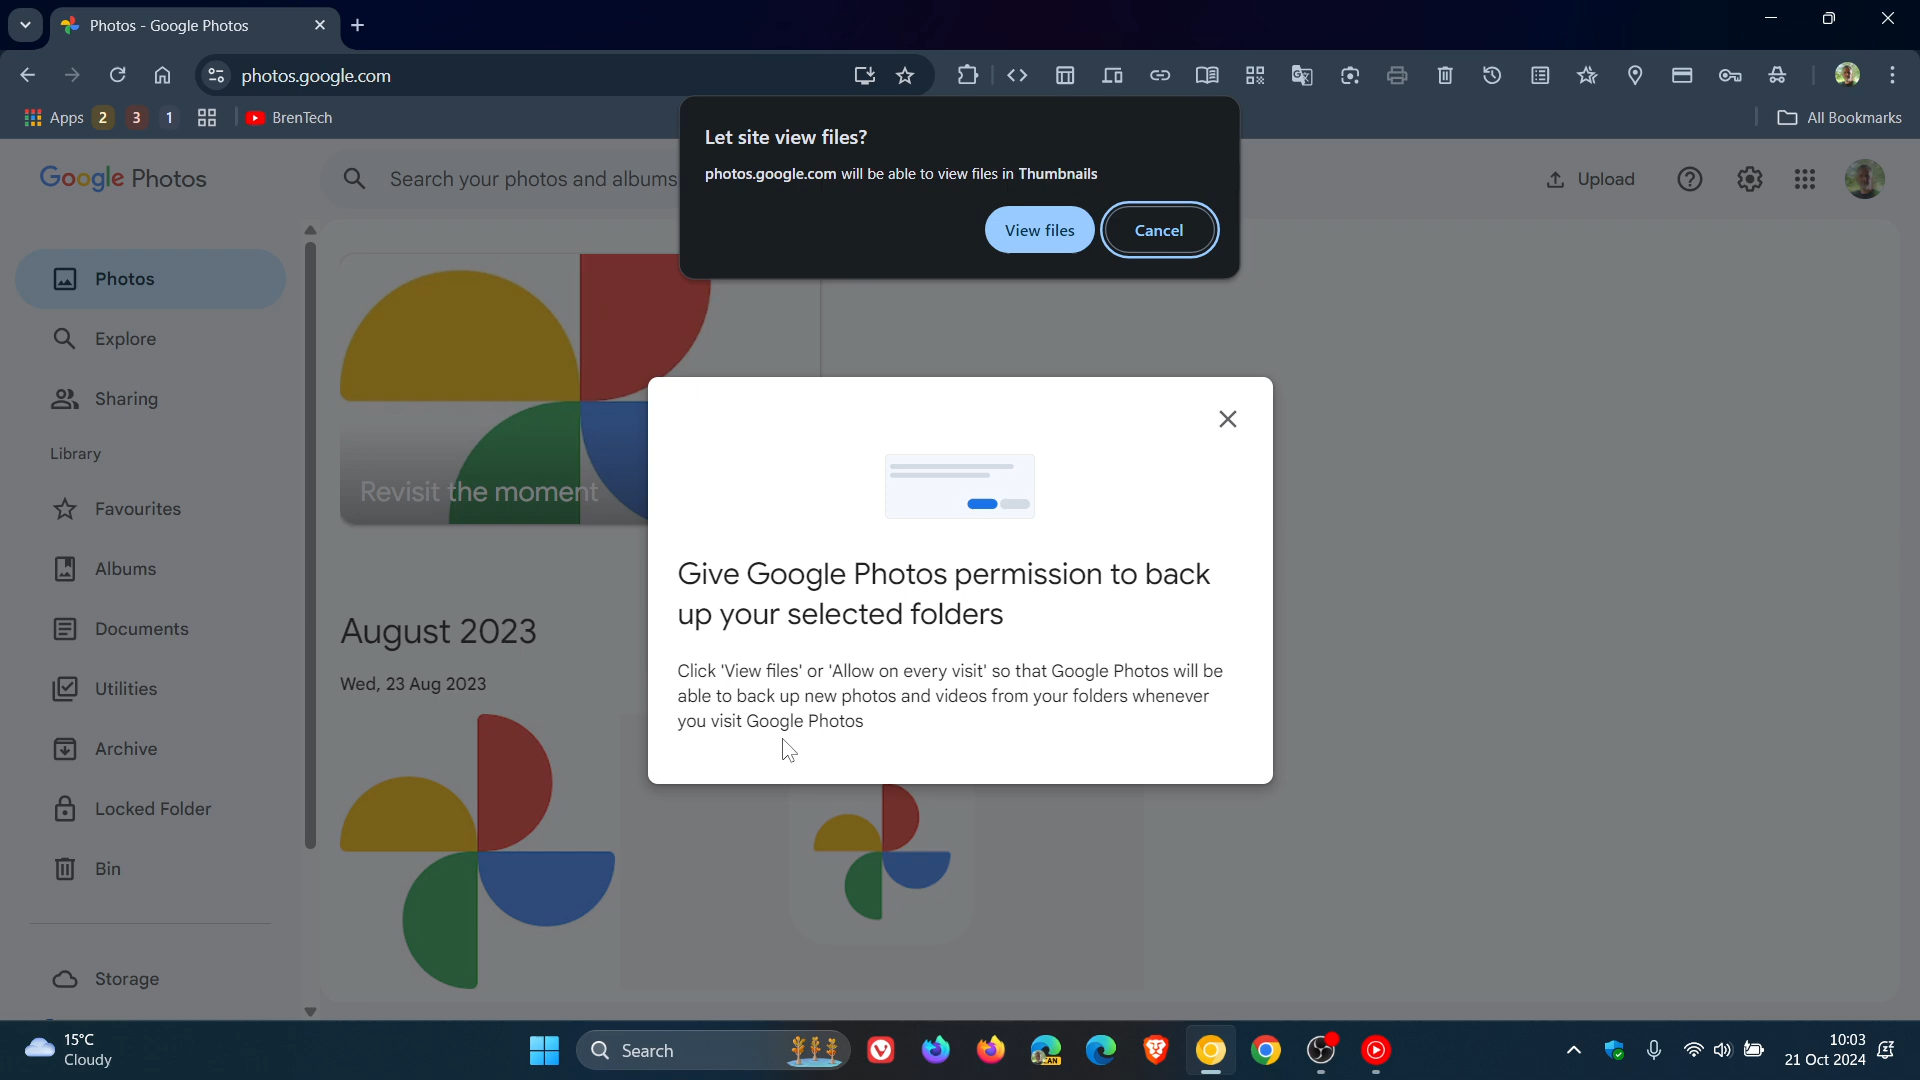 Photos - Google Photos
photos.google.com
Apps 2 3 1 BrenTech All Bookmarks
Let site view files?
photos.google.com will be able to view files in Thumbnails
View files Cancel
Google Photos
Search your photos and albums
Upload
Photos
Explore
Sharing
Library
Favourites
Albums
Documents
Utilities
Archive
Locked Folder
Bin
Storage
Revisit the moment
August 2023
Wed, 23 Aug 2023
Give Google Photos permission to back
up your selected folders
Click 'View files' or 'Allow on every visit' so that Google Photos will be
able to back up new photos and videos from your folders whenever
you visit Google Photos
15°C
Cloudy
Search
CAN
10:03
21 Oct 2024